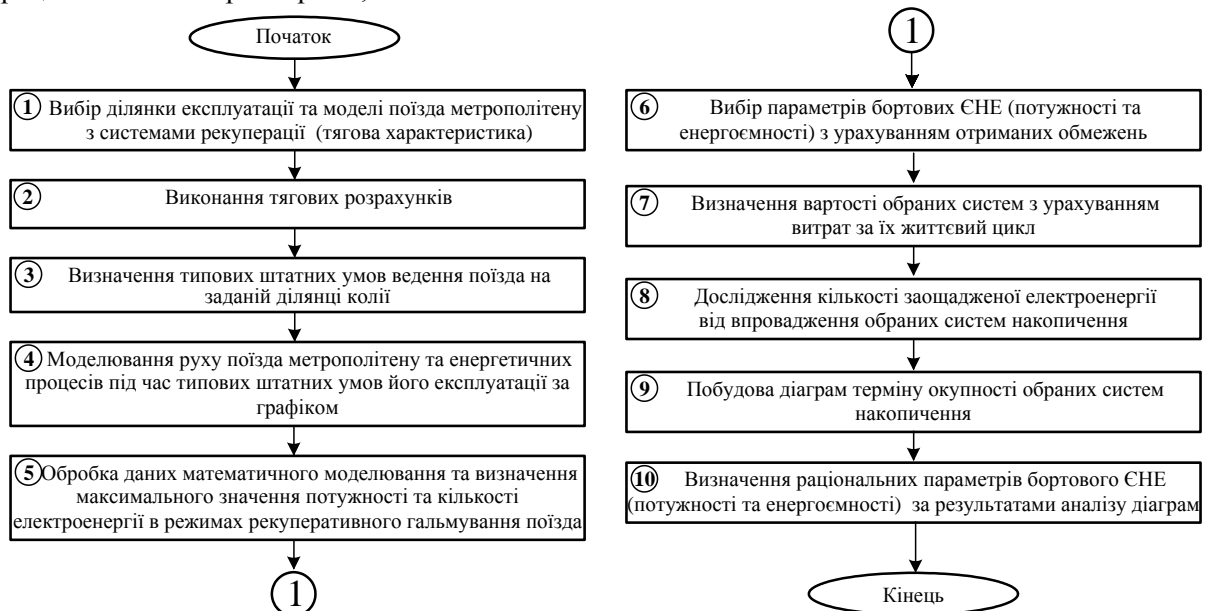 Початок
1 Вибір ділянки експлуатації та моделі поїзда метрополітену
з системами рекуперації (тягова характеристика)
2 Виконання тягових розрахунків
3 Визначення типових штатних умов ведення поїзда на
заданій ділянці колії
4 Моделювання руху поїзда метрополітену та енергетичних
процесів під час типових штатних умов його експлуатації за
графіком
5 Обробка даних математичного моделювання та визначення
максимального значення потужності та кількості
електроенергії в режимах рекуперативного гальмування поїзда
1
1
6 Вибір параметрів бортових ЄНЕ (потужності та
енергоємності) з урахуванням отриманих обмежень
7 Визначення вартості обраних систем з урахуванням
витрат за їх життєвий цикл
8 Дослідження кількості заощадженої електроенергії
від впровадження обраних систем накопичення
9 Побудова діаграм терміну окупності обраних систем
накопичення
10 Визначення раціональних параметрів бортового ЄНЕ
(потужності та енергоємності) за результатами аналізу діаграм
Кінець